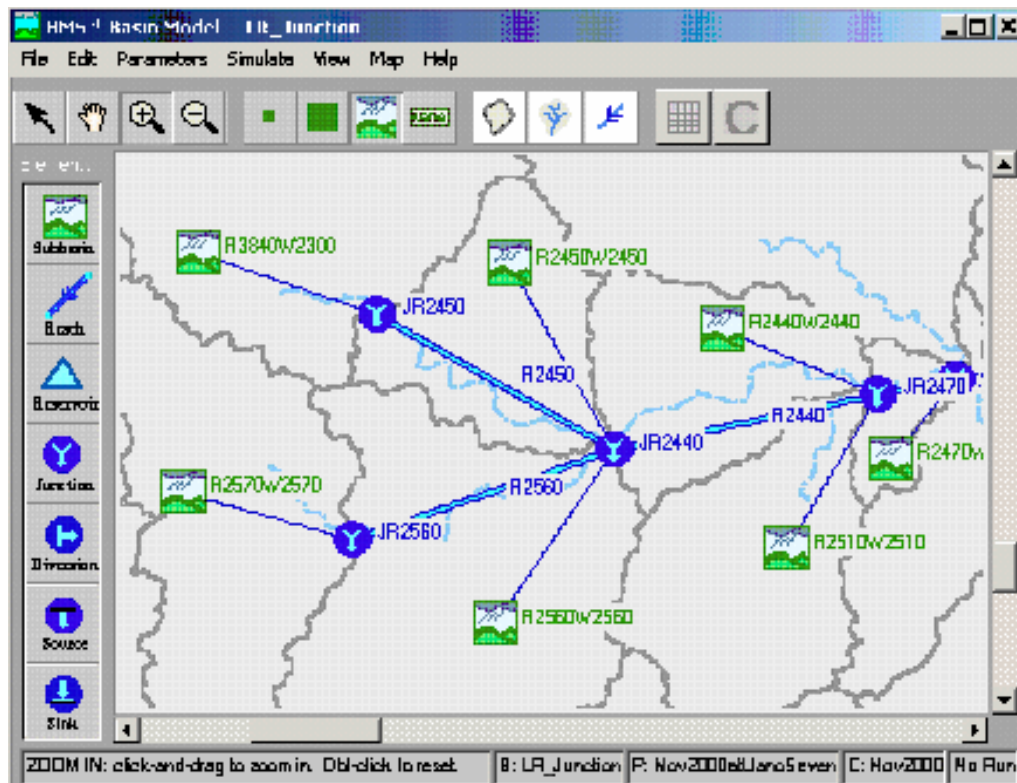 HMS * Basin Model - LR_Junction
File Edit Parameters Simulate View Map Help
Subbasin
Reach
Reservoir
Junction
Diversion
Source
Sink
R3840W2300
R2450W2450
JR2450
R2440W2440
R2450
JR2470
R2440
JR2440
R2470W
R2570W2570
R2560
JR2560
R2510W2510
R2560W2560
ZOOM IN: click-and-drag to zoom in. Dbl-click to reset.
B: LR_Junction
C: Nov2000
No Run